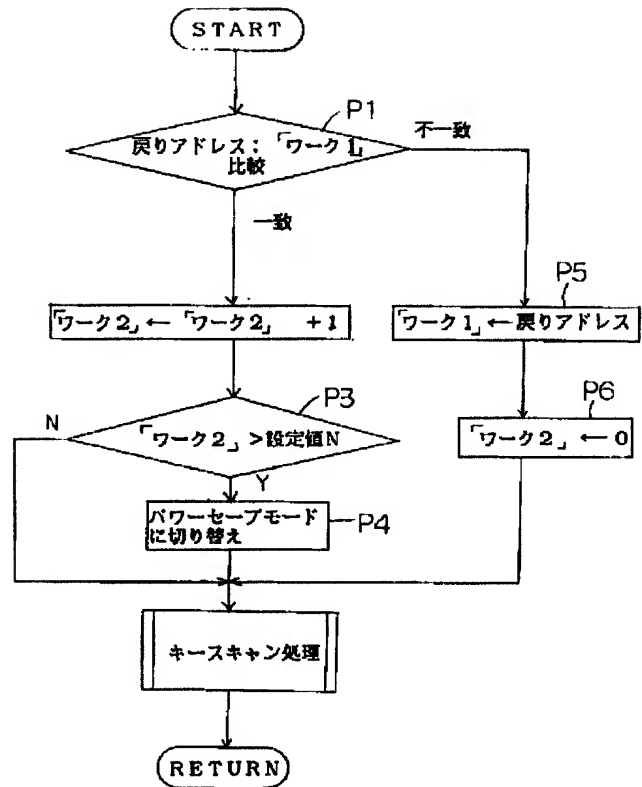 START
P1
戻りアドレス：「ワーク1」
比較
不一致
一致
P5
「ワーク2」←「ワーク2」 +1
「ワーク1」←戻りアドレス
P3
P6
N
「ワーク2」>設定値N
「ワーク2」←0
Y
パワーセーブモード
に切り替え
P4
キースキャン処理
RETURN